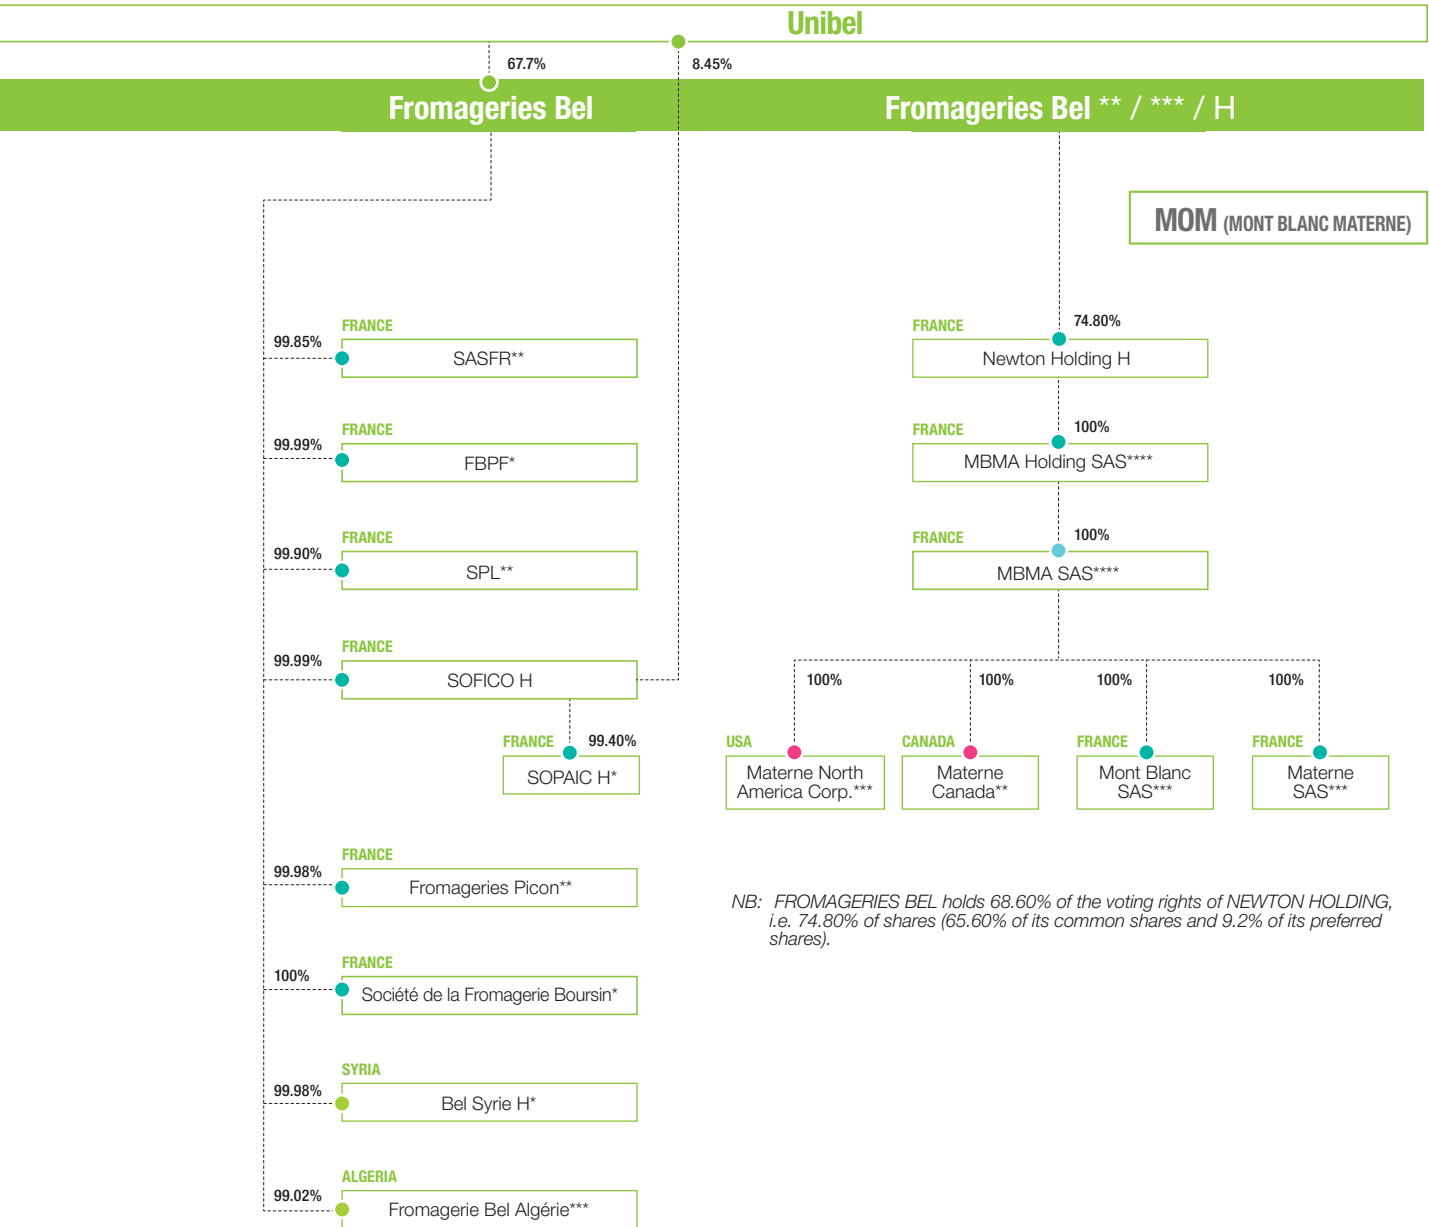 Unibel
67.7%
8.45%
Fromageries Bel
Fromageries Bel ** / *** / H
MOM (MONT BLANC MATERNE)
FRANCE
99.85%
SASFR**
FRANCE
99.99%
FBPF*
FRANCE
99.90%
SPL**
FRANCE
99.99%
SOFICO H
FRANCE
99.40%
SOPAIC H*
FRANCE
99.98%
Fromageries Picon**
FRANCE
100%
Société de la Fromagerie Boursin*
SYRIA
99.98%
Bel Syrie H*
ALGERIA
99.02%
Fromagerie Bel Algérie***
FRANCE
74.80%
Newton Holding H
FRANCE
100%
MBMA Holding SAS****
FRANCE
100%
MBMA SAS****
100%
100%
100%
100%
USA
Materne North
America Corp.***
CANADA
Materne
Canada**
FRANCE
Mont Blanc
SAS***
FRANCE
Materne
SAS***
NB: FROMAGERIES BEL holds 68.60% of the voting rights of NEWTON HOLDING,
i.e. 74.80% of shares (65.60% of its common shares and 9.2% of its preferred
shares).